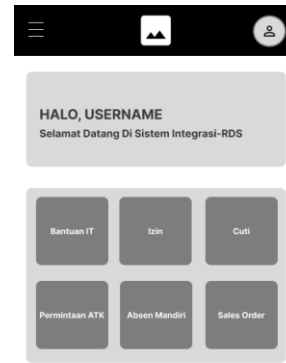 HALO, USERNAME
Selamat Datang Di Sistem Integrasi-RDS
Bantuan IT
Izin
Cuti
Permintaan ATK
Absen Mandiri
Sales Order